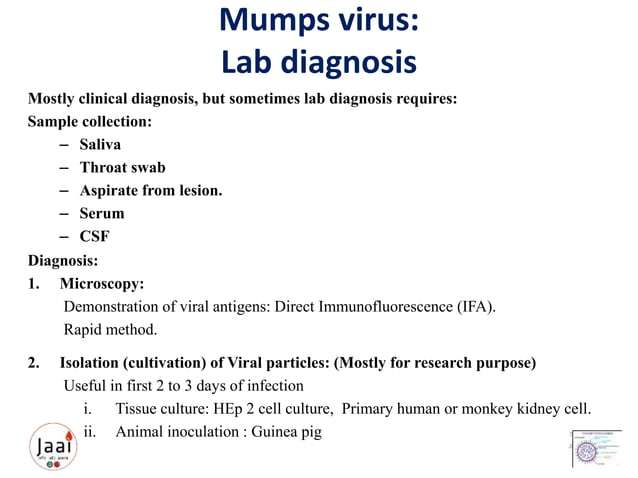 Mumps virus:
Lab diagnosis
Mostly clinical diagnosis, but sometimes lab diagnosis requires:
Sample collection:
– Saliva
– Throat swab
– Aspirate from lesion.
– Serum
– CSF
Diagnosis:
1. Microscopy:
Demonstration of viral antigens: Direct Immunofluorescence (IFA).
Rapid method.
2. Isolation (cultivation) of Viral particles: (Mostly for research purpose)
Useful in first 2 to 3 days of infection
i. Tissue culture: HEp 2 cell culture, Primary human or monkey kidney cell.
ii. Animal inoculation : Guinea pig
Jaai